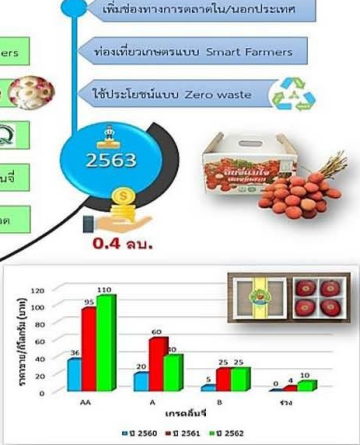 เพิ่มช่องทางการตลาดใน/นอกประเทศ
ers
ท่องเที่ยวเกษตรแบบ Smart Farmers
ใช้ประโยชน์แบบ Zero waste
Q
2563
0.4 ลบ.
ราคาขาย/กิโลกรัม (บาท)
120
100
80
60
40
20
0
36
95
110
20
60
40
5
25
25
0
4
10
AA
A
B
ร่วง
เกรดลิ้นจี่
ปี 2560 ปี 2561 ปี 2562